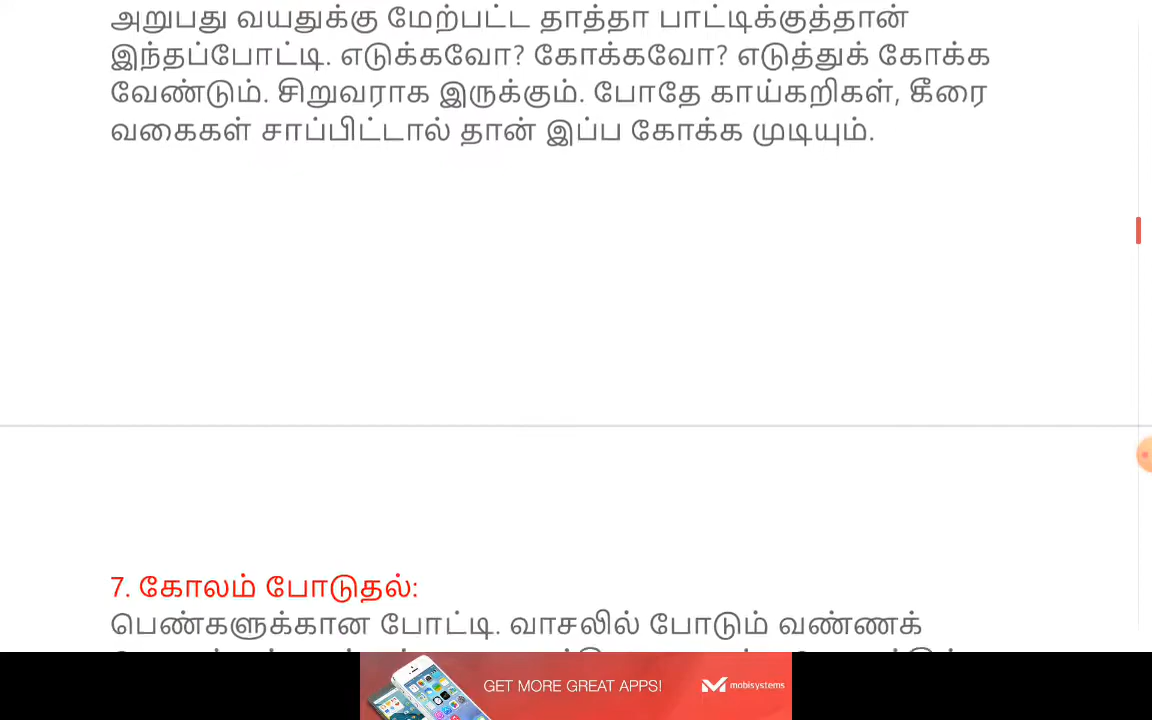 அறுபது வயதுக்கு மேற்பட்ட தாத்தா பாட்டிக்குத்தான்
இந்தப்போட்டி. எடுக்கவோ? கோக்கவோ? எடுத்துக் கோக்க
வேண்டும். சிறுவராக இருக்கும். போதே காய்கறிகள், கீரை
வகைகள் சாப்பிட்டால் தான் இப்ப கோக்க முடியும்.
7. கோலம் போடுதல்:
பெண்களுக்கான போட்டி. வாசலில் போடும் வண்ணக்
GET MORE GREAT APPS! mobisystems